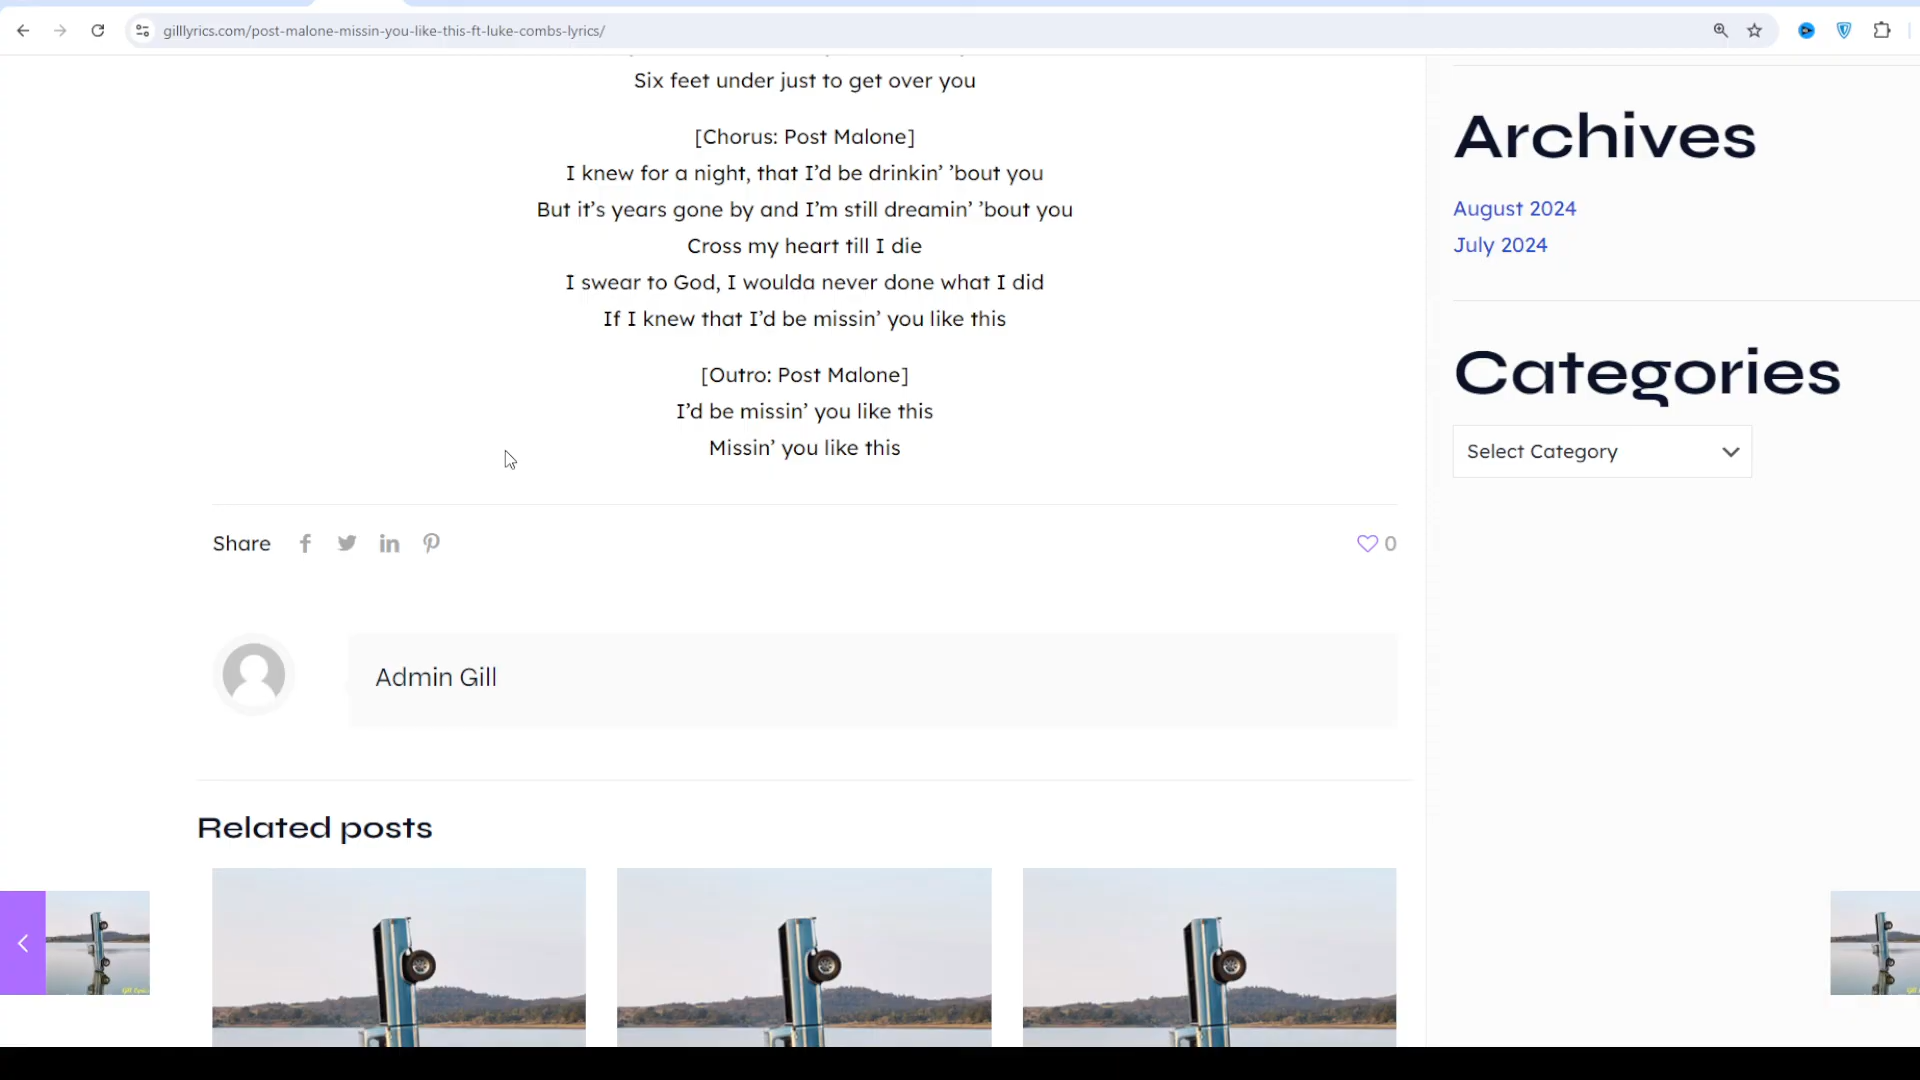 gilllyrics.com/post-malone-missin-you-like-this-ft-luke-combs-lyrics/
Six feet under just to get over you
[Chorus: Post Malone]
I knew for a night, that I’d be drinkin’ ’bout you
But it’s years gone by and I’m still dreamin’ ’bout you
Cross my heart till I die
I swear to God, I woulda never done what I did
If I knew that I’d be missin’ you like this
[Outro: Post Malone]
I’d be missin’ you like this
Missin’ you like this
Share
0
Admin Gill
Related posts
Archives
August 2024
July 2024
Categories
Select Category